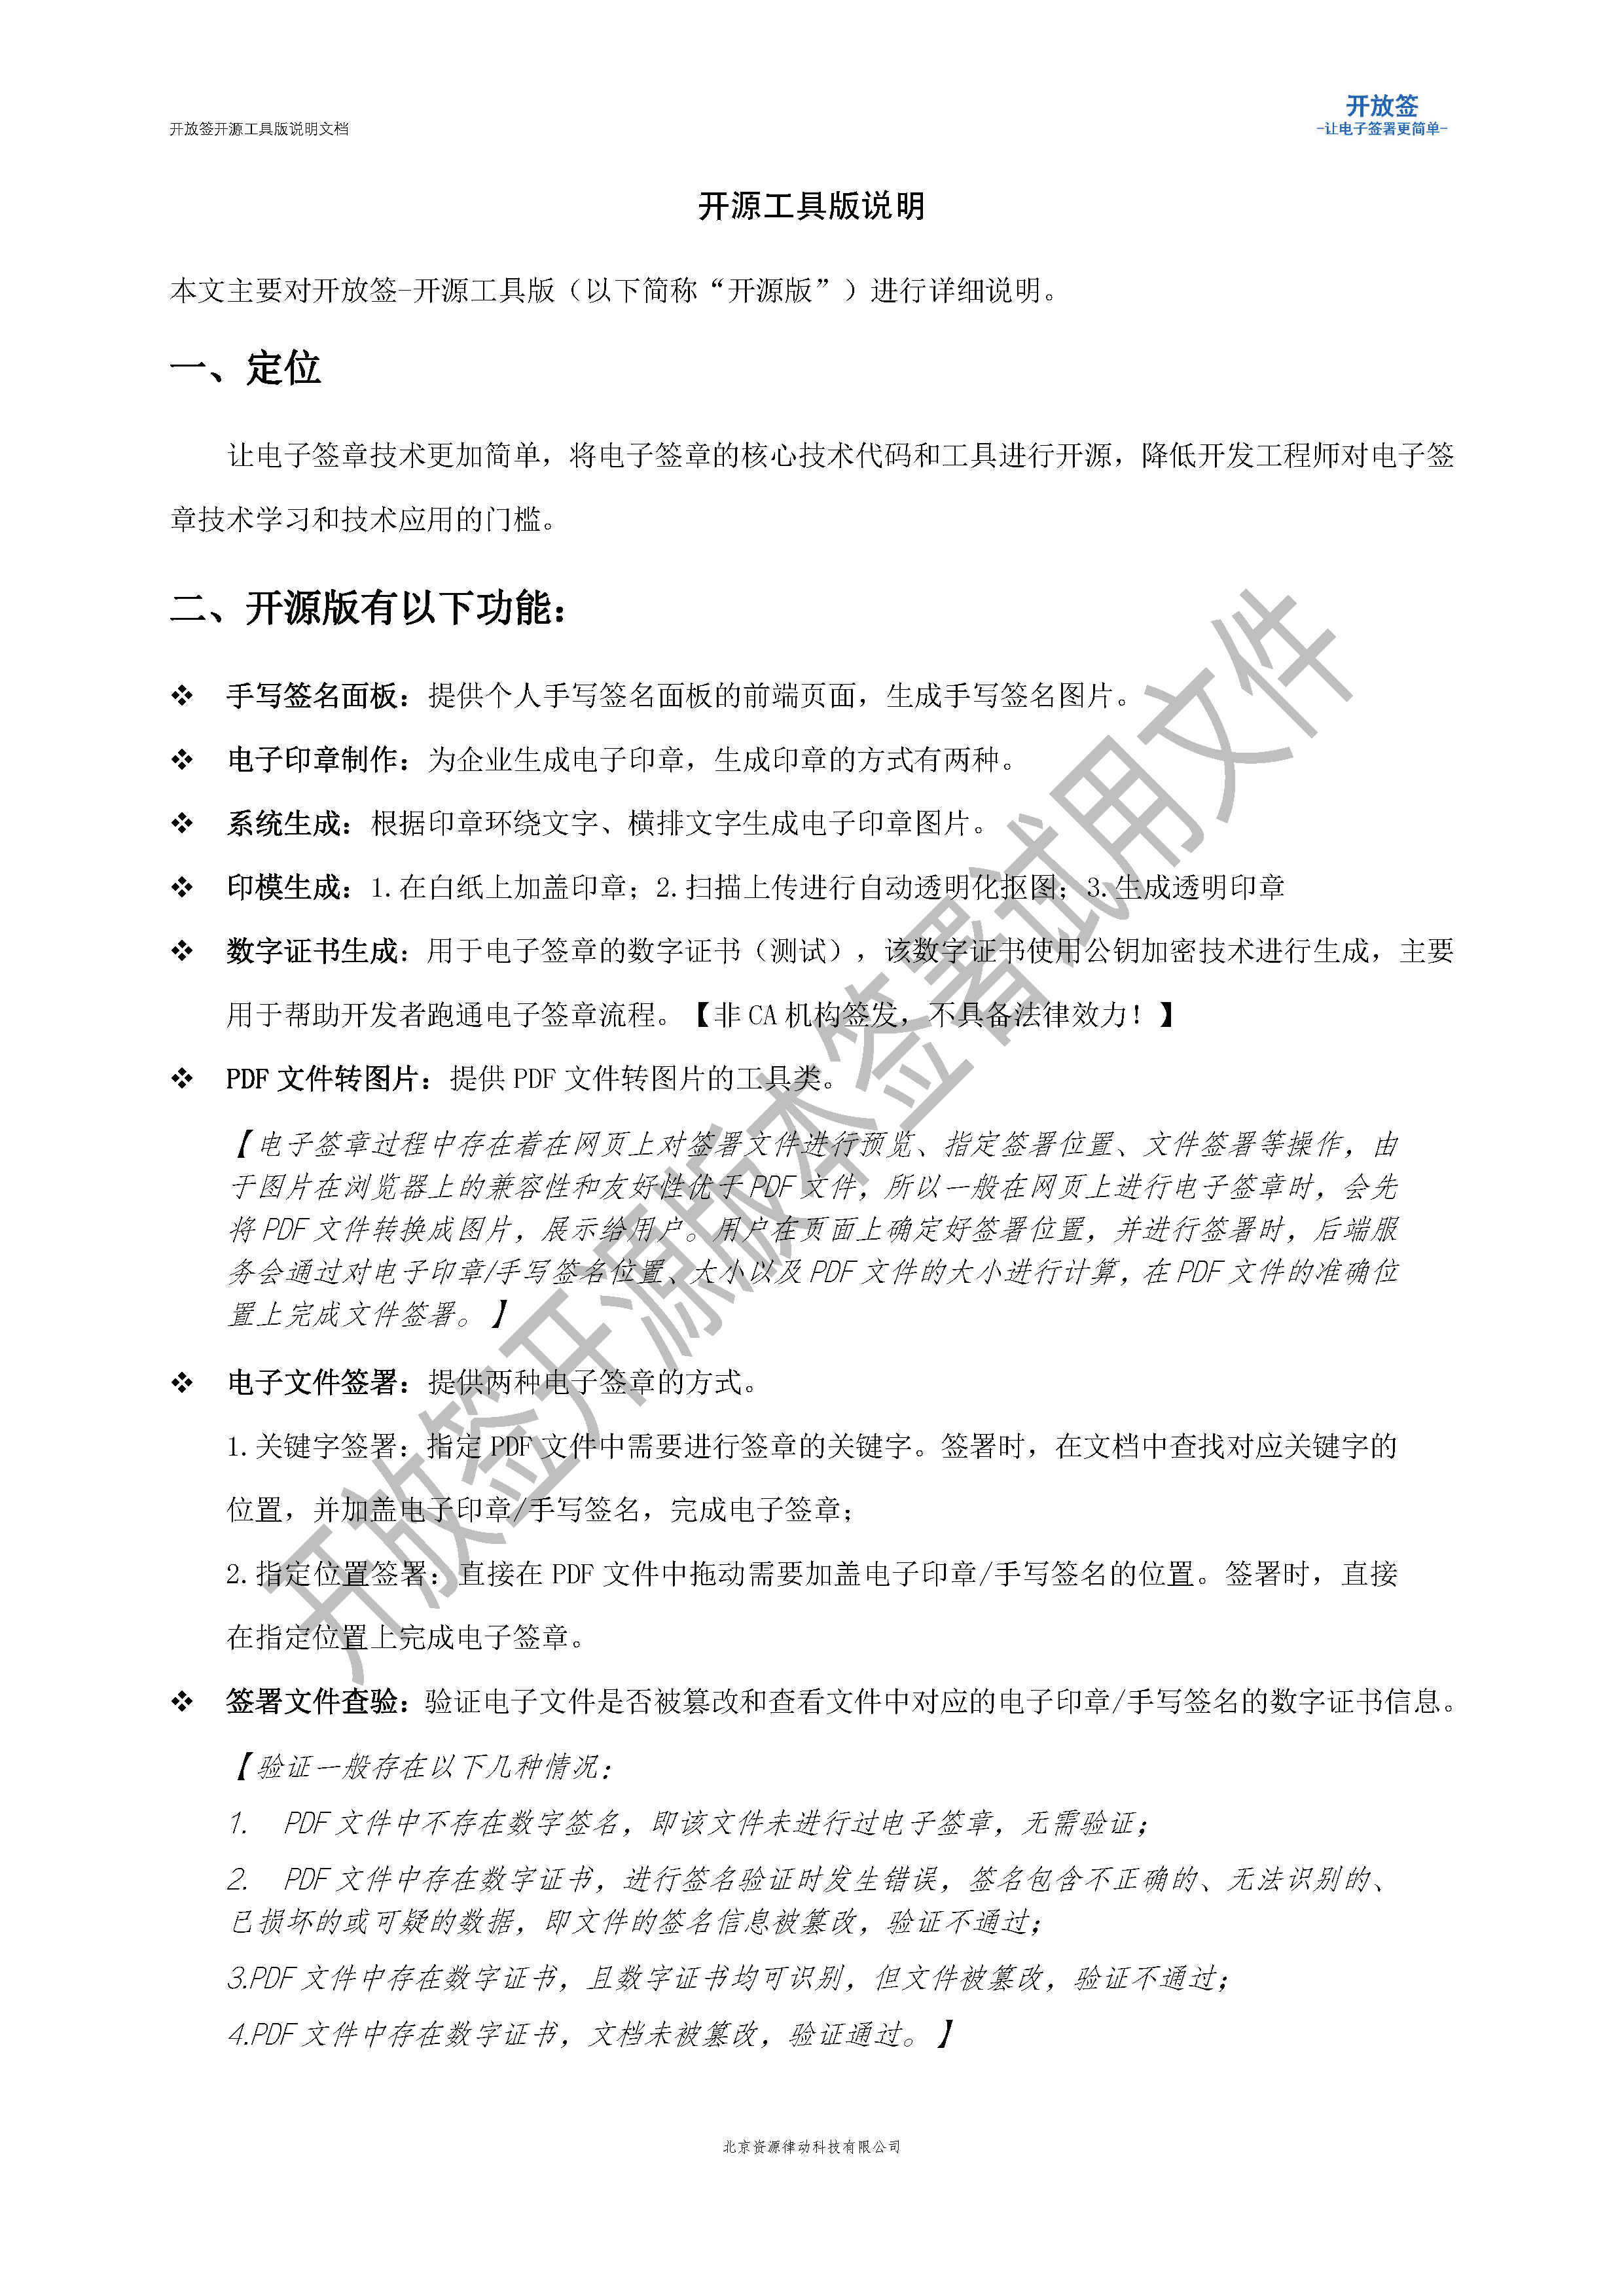 开放签开源工具版说明文档
开放签
-让电子签署更简单-
开源工具版说明
本文主要对开放签-开源工具版（以下简称“开源版”）进行详细说明。
一、定位
让电子签章技术更加简单，将电子签章的核心技术代码和工具进行开源，降低开发工程师对电子签
章技术学习和技术应用的门槛。
二、开源版有以下功能：
❖ 手写签名面板：提供个人手写签名面板的前端页面，生成手写签名图片。
❖ 电子印章制作：为企业生成电子印章，生成印章的方式有两种。
❖ 系统生成：根据印章环绕文字、横排文字生成电子印章图片。
❖ 印模生成：1.在白纸上加盖印章；2.扫描上传进行自动透明化抠图；3.生成透明印章
❖ 数字证书生成：用于电子签章的数字证书（测试），该数字证书使用公钥加密技术进行生成，主要
用于帮助开发者跑通电子签章流程。【非 CA 机构签发，不具备法律效力！】
❖ PDF 文件转图片：提供 PDF 文件转图片的工具类。
【电子签章过程中存在着在网页上对签署文件进行预览、指定签署位置、文件签署等操作，由
于图片在浏览器上的兼容性和友好性优于 PDF 文件，所以一般在网页上进行电子签章时，会先
将 PDF 文件转换成图片，展示给用户。用户在页面上确定好签署位置，并进行签署时，后端服
务会通过对电子印章/手写签名位置、大小以及 PDF 文件的大小进行计算，在 PDF 文件的准确位
置上完成文件签署。】
❖ 电子文件签署：提供两种电子签章的方式。
1.关键字签署：指定 PDF 文件中需要进行签章的关键字。签署时，在文档中查找对应关键字的
位置，并加盖电子印章/手写签名，完成电子签章；
2.指定位置签署：直接在 PDF 文件中拖动需要加盖电子印章/手写签名的位置。签署时，直接
在指定位置上完成电子签章。
❖ 签署文件查验：验证电子文件是否被篡改和查看文件中对应的电子印章/手写签名的数字证书信息。
【验证一般存在以下几种情况：
1. PDF 文件中不存在数字签名，即该文件未进行过电子签章，无需验证；
2. PDF 文件中存在数字证书，进行签名验证时发生错误，签名包含不正确的、无法识别的、
已损坏的或可疑的数据，即文件的签名信息被篡改，验证不通过；
3.PDF 文件中存在数字证书，且数字证书均可识别，但文件被篡改，验证不通过；
4.PDF 文件中存在数字证书，文档未被篡改，验证通过。】
开放签开源版本签署试用文件
北京资源律动科技有限公司